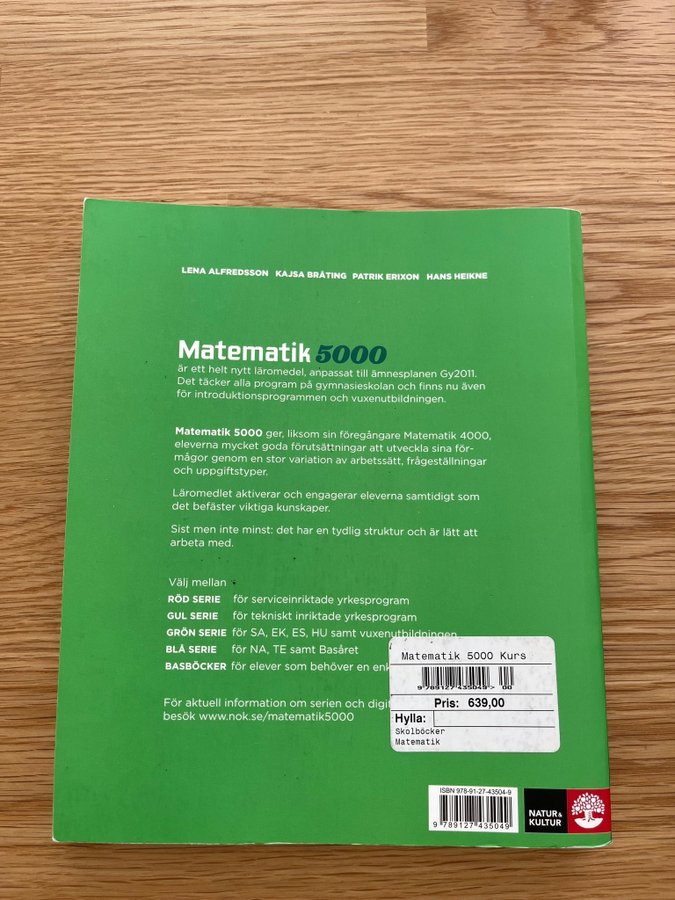 LENA ALFREDSSON KAJSA BRÅTING PATRIK ERIXON HANS HEIKNE
Matematik 5000
är ett helt nytt läromedel, anpassat till ämnesplanen Gy2011.
Det täcker alla program på gymnasieskolan och finns nu även
för introduktionsprogrammen och vuxenutbildningen.
Matematik 5000 ger, liksom sin föregångare Matematik 4000,
eleverna mycket goda förutsättningar att utveckla sina för-
mågor genom en stor variation av arbetssätt, frågeställningar
och uppgiftstyper.
Läromedlet aktiverar och engagerar eleverna samtidigt som
det befäster viktiga kunskaper.
Sist men inte minst: det har en tydlig struktur och är lätt att
arbeta med.
Välj mellan
RÖD SERIE för serviceinriktade yrkesprogram
GUL SERIE för tekniskt inriktade yrkesprogram
GRÖN SERIE för SA, EK, ES, HU samt vuxenutbildningen
BLÅ SERIE för NA, TE samt Basåret
BASBÖCKER för elever som behöver en
För aktuell information om serien och
besök www.nok.se/matematik5000
Matematik 5000 Kurs
9 789127 435049 > 00
Pris: 639,00
Hylla:
Skolböcker
Matematik
ISBN 978-91-27-43504-9
9 789127 435049
NATUR &
KULTUR